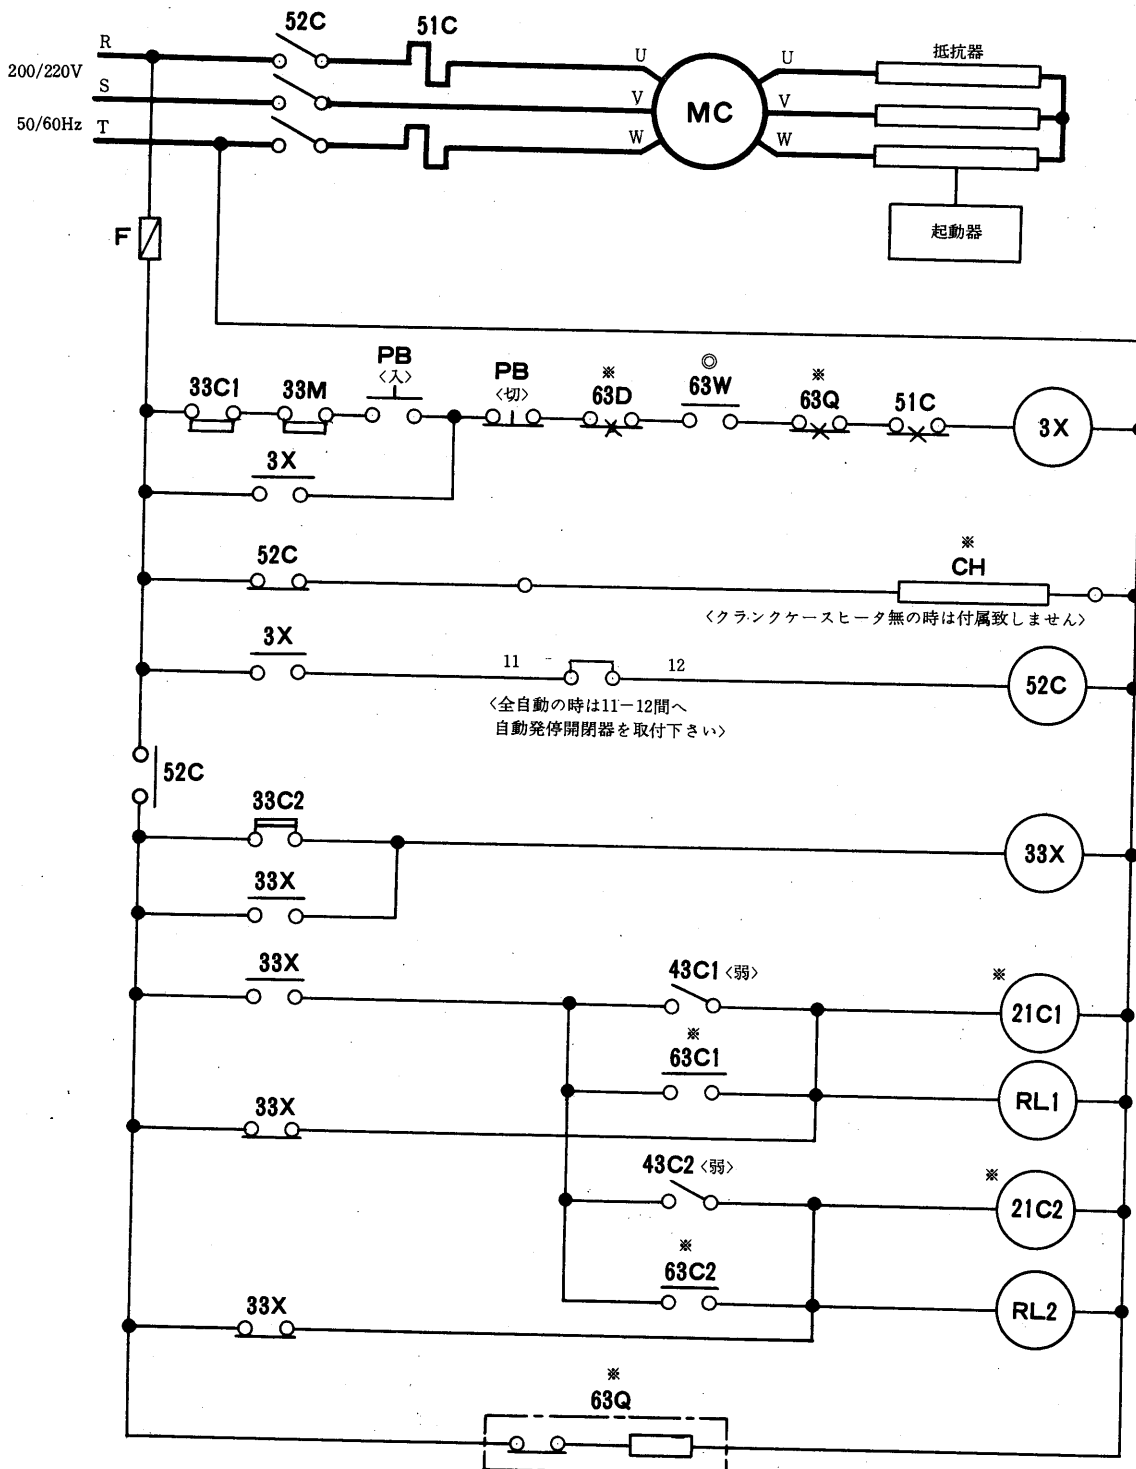 R
200/220V
S
50/60Hz
T
52C
51C
U
V
W
MC
U
V
W
抵抗器
起動器
F
33C1
33M
PB
〈入〉
PB
〈切〉
※
63D
◎
63W
※
63Q
51C
3X
3X
52C
※
CH
〈クランクケースヒータ無の時は付属致しません〉
3X
11
12
52C
〈全自動の時は11−12間へ
自動発停開閉器を取付下さい〉
52C
33C2
33X
33X
33X
43C1〈弱〉
※
21C1
※
63C1
RL1
33X
43C2〈弱〉
※
21C2
※
63C2
RL2
33X
※
63Q